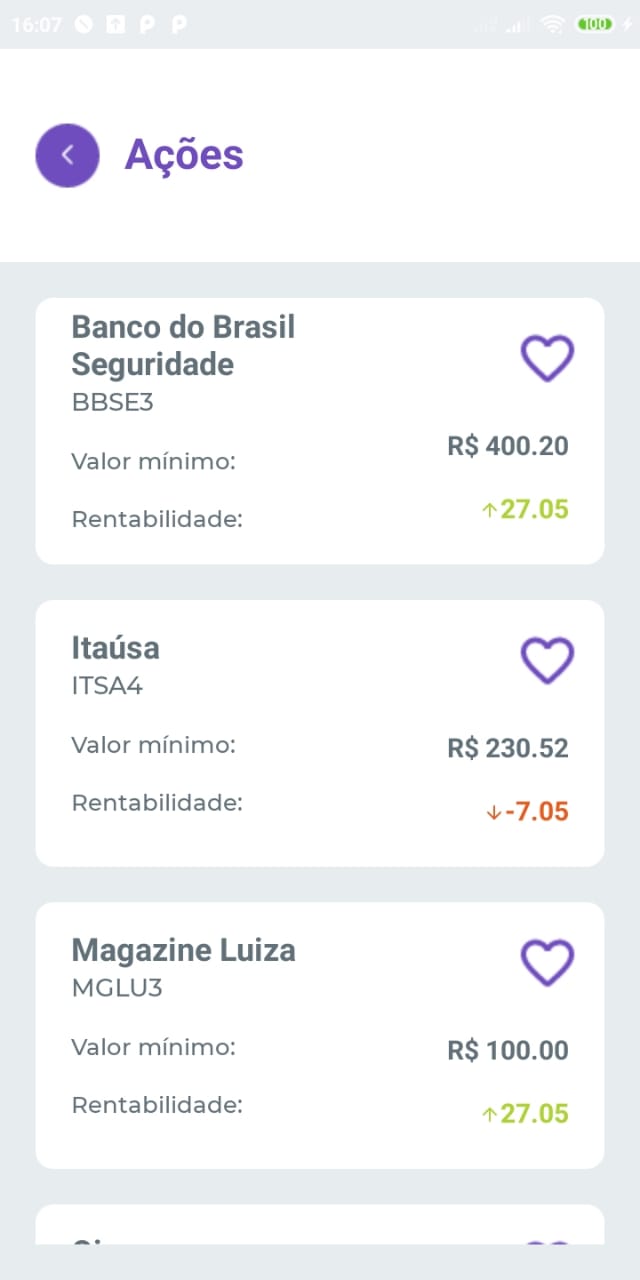 16:07
100
Ações
Banco do Brasil
Seguridade
BBSE3
R$ 400.20
Valor mínimo:
↑27.05
Rentabilidade:
Itaúsa
ITSA4
Valor mínimo:
R$ 230.52
Rentabilidade:
↓-7.05
Magazine Luiza
MGLU3
Valor mínimo:
R$ 100.00
Rentabilidade:
↑27.05